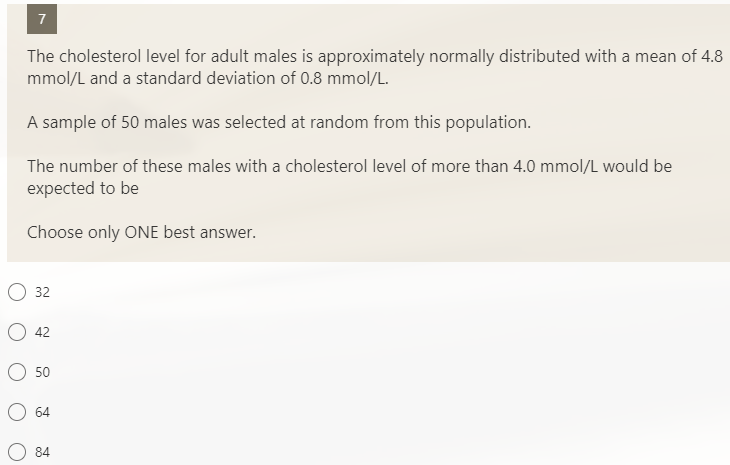 7
The cholesterol level for adult males is approximately normally distributed with a mean of 4.8
mmol/L and a standard deviation of 0.8 mmol/L.
A sample of 50 males was selected at random from this population.
The number of these males with a cholesterol level of more than 4.0 mmol/L would be
expected to be
Choose only ONE best answer.
32
42
50
64
84